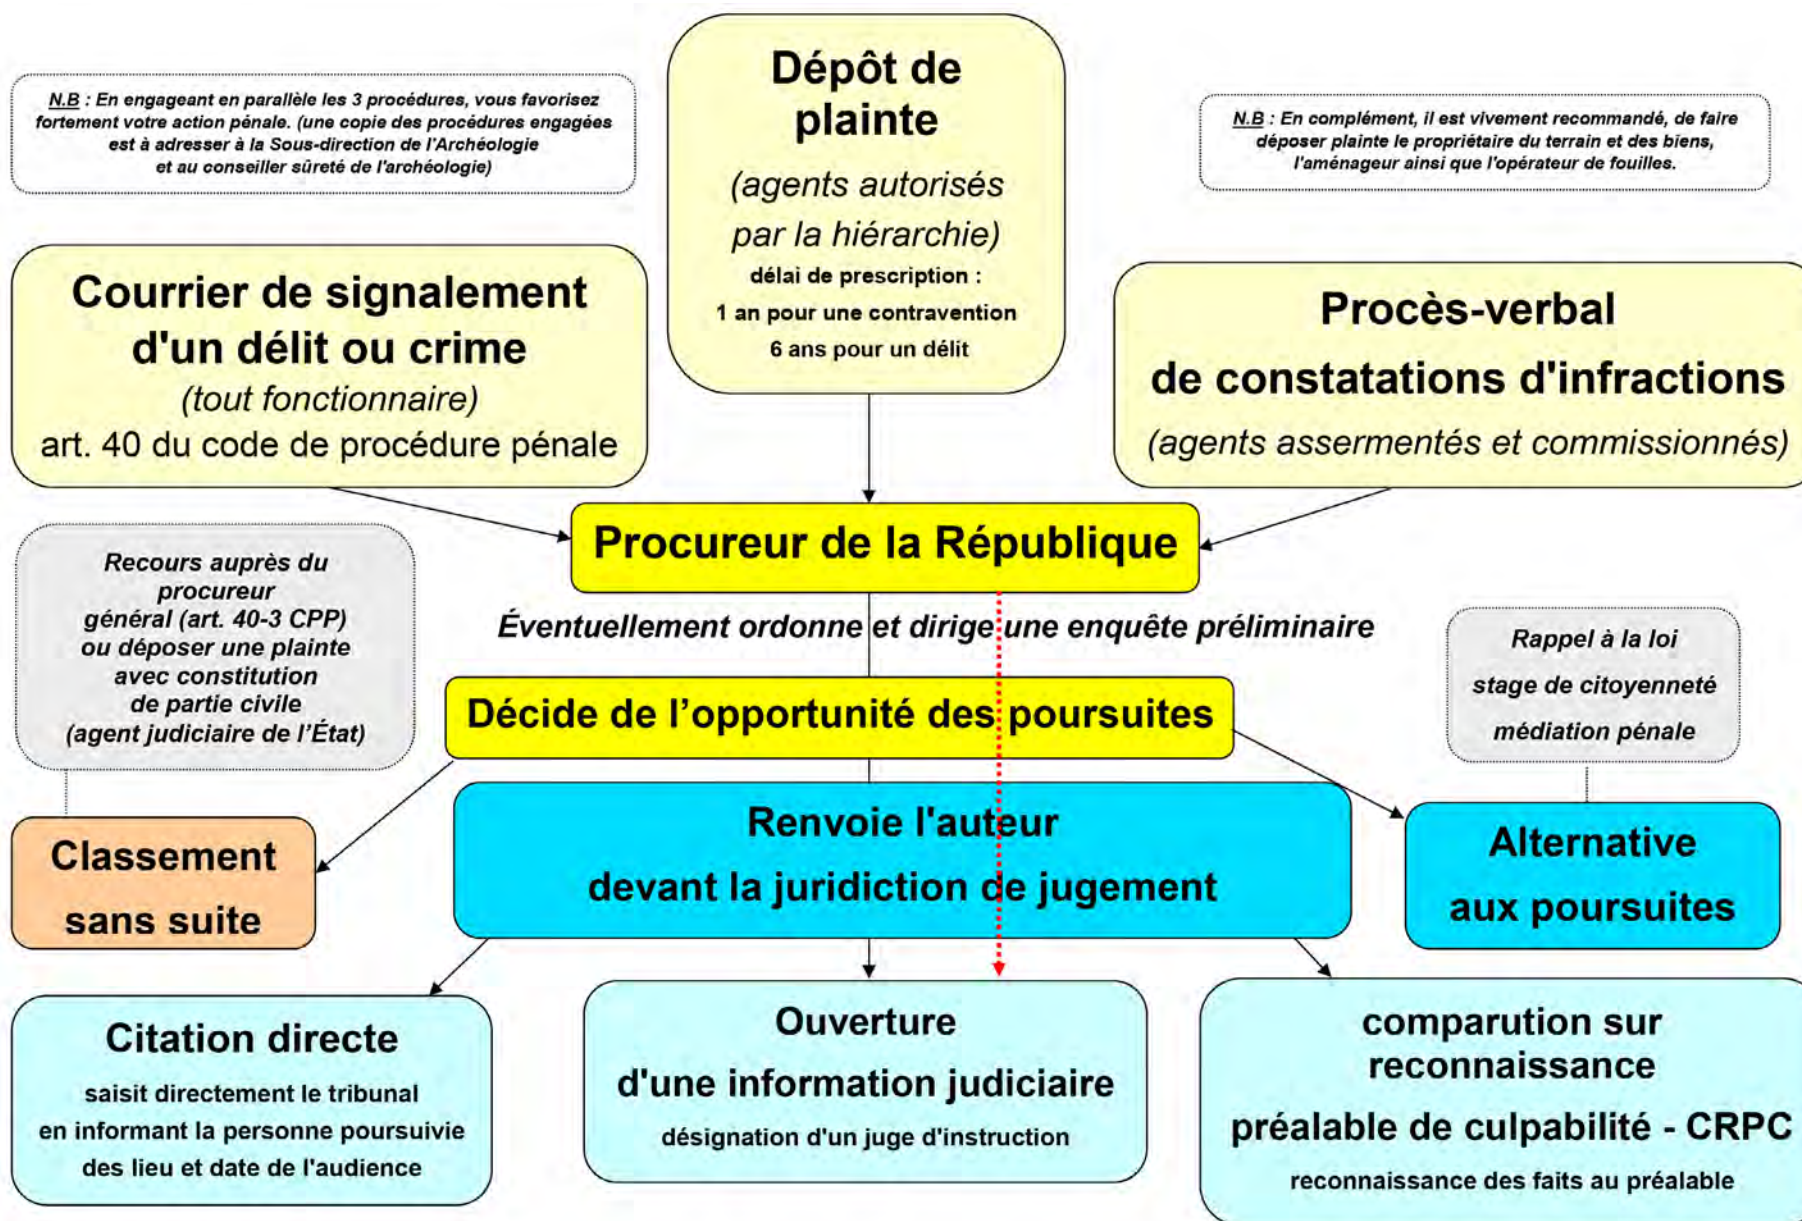 N.B : En engageant en parallèle les 3 procédures, vous favorisez
fortement votre action pénale. (une copie des procédures engagées
est à adresser à la Sous-direction de l'Archéologie
et au conseiller sûreté de l'archéologie)
Dépôt de
plainte
(agents autorisés
par la hiérarchie)
délai de prescription :
1 an pour une contravention
6 ans pour un délit
N.B : En complément, il est vivement recommandé, de faire
déposer plainte le propriétaire du terrain et des biens,
l'aménageur ainsi que l'opérateur de fouilles.
Courrier de signalement
d'un délit ou crime
(tout fonctionnaire)
art. 40 du code de procédure pénale
Procès-verbal
de constatations d'infractions
(agents assermentés et commissionnés)
Procureur de la République
Éventuellement ordonne et dirige une enquête préliminaire
Recours auprès du
procureur
général (art. 40-3 CPP)
ou déposer une plainte
avec constitution
de partie civile
(agent judiciaire de l’État)
Rappel à la loi
stage de citoyenneté
médiation pénale
Décide de l’opportunité des poursuites
Classement
sans suite
Renvoie l'auteur
devant la juridiction de jugement
Alternative
aux poursuites
Citation directe
saisit directement le tribunal
en informant la personne poursuivie
des lieu et date de l'audience
Ouverture
d'une information judiciaire
désignation d'un juge d'instruction
comparution sur
reconnaissance
préalable de culpabilité - CRPC
reconnaissance des faits au préalable